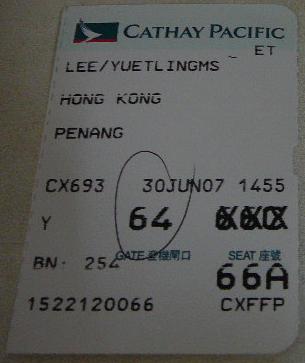 CATHAY PACIFIC
ET
LEE/YUETLINGMS
HONG KONG
PENANG
CX693 30JUN07 1455
Y 64
GATE 登機閘口 SEAT 座號
BN: 254 66A
1522120066 CXFFP